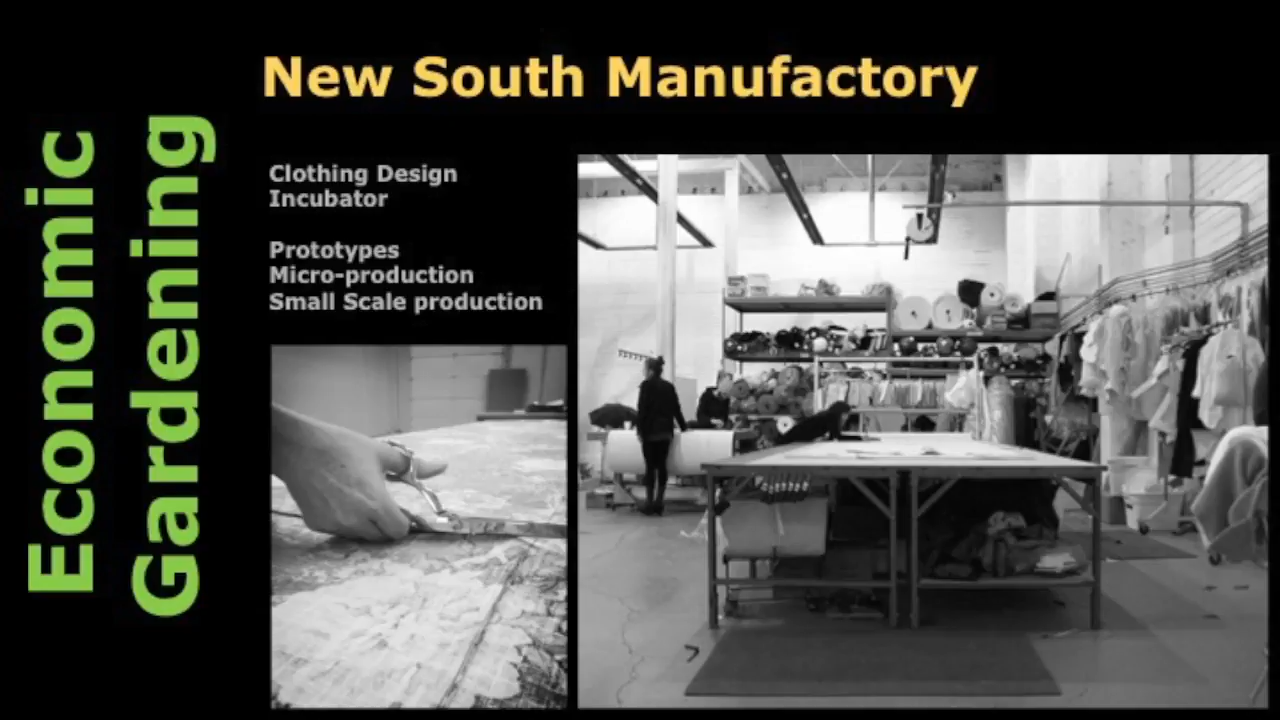 Economic
Gardening
New South Manufactory
Clothing Design
Incubator
Prototypes
Micro-production
Small Scale production